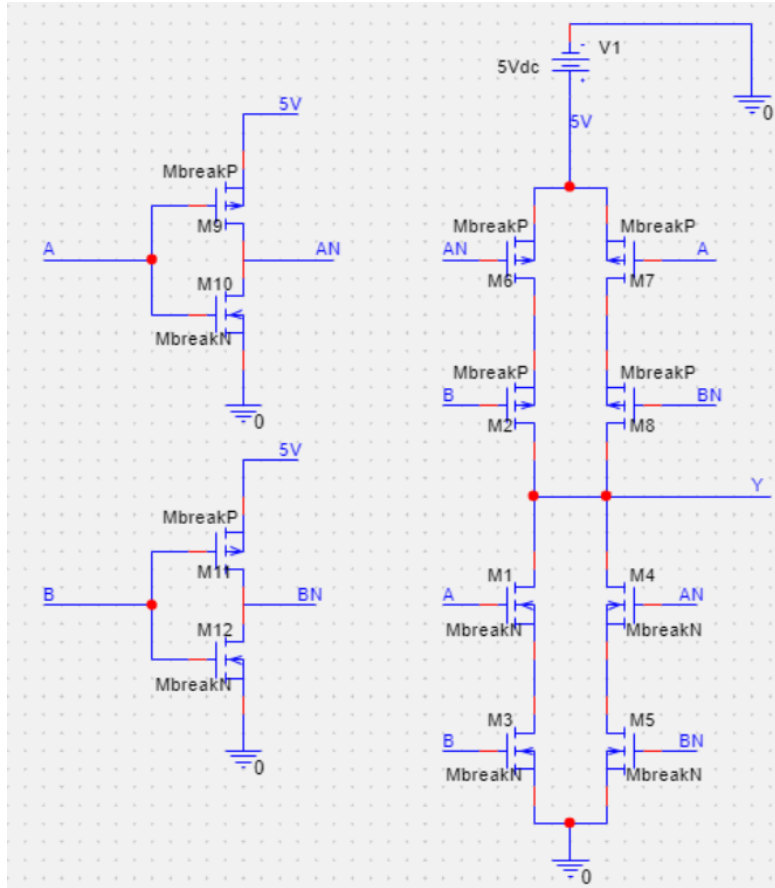 V1
5Vdc
0
5V
5V
MbreakP
M9
A
AN
M10
MbreakN
0
MbreakP
MbreakP
AN
A
M6
M7
MbreakP
MbreakP
B
BN
M2
M8
Y
5V
MbreakP
M11
B
BN
M12
MbreakN
0
M1
M4
A
AN
MbreakN
MbreakN
M3
M5
B
BN
MbreakN
MbreakN
0